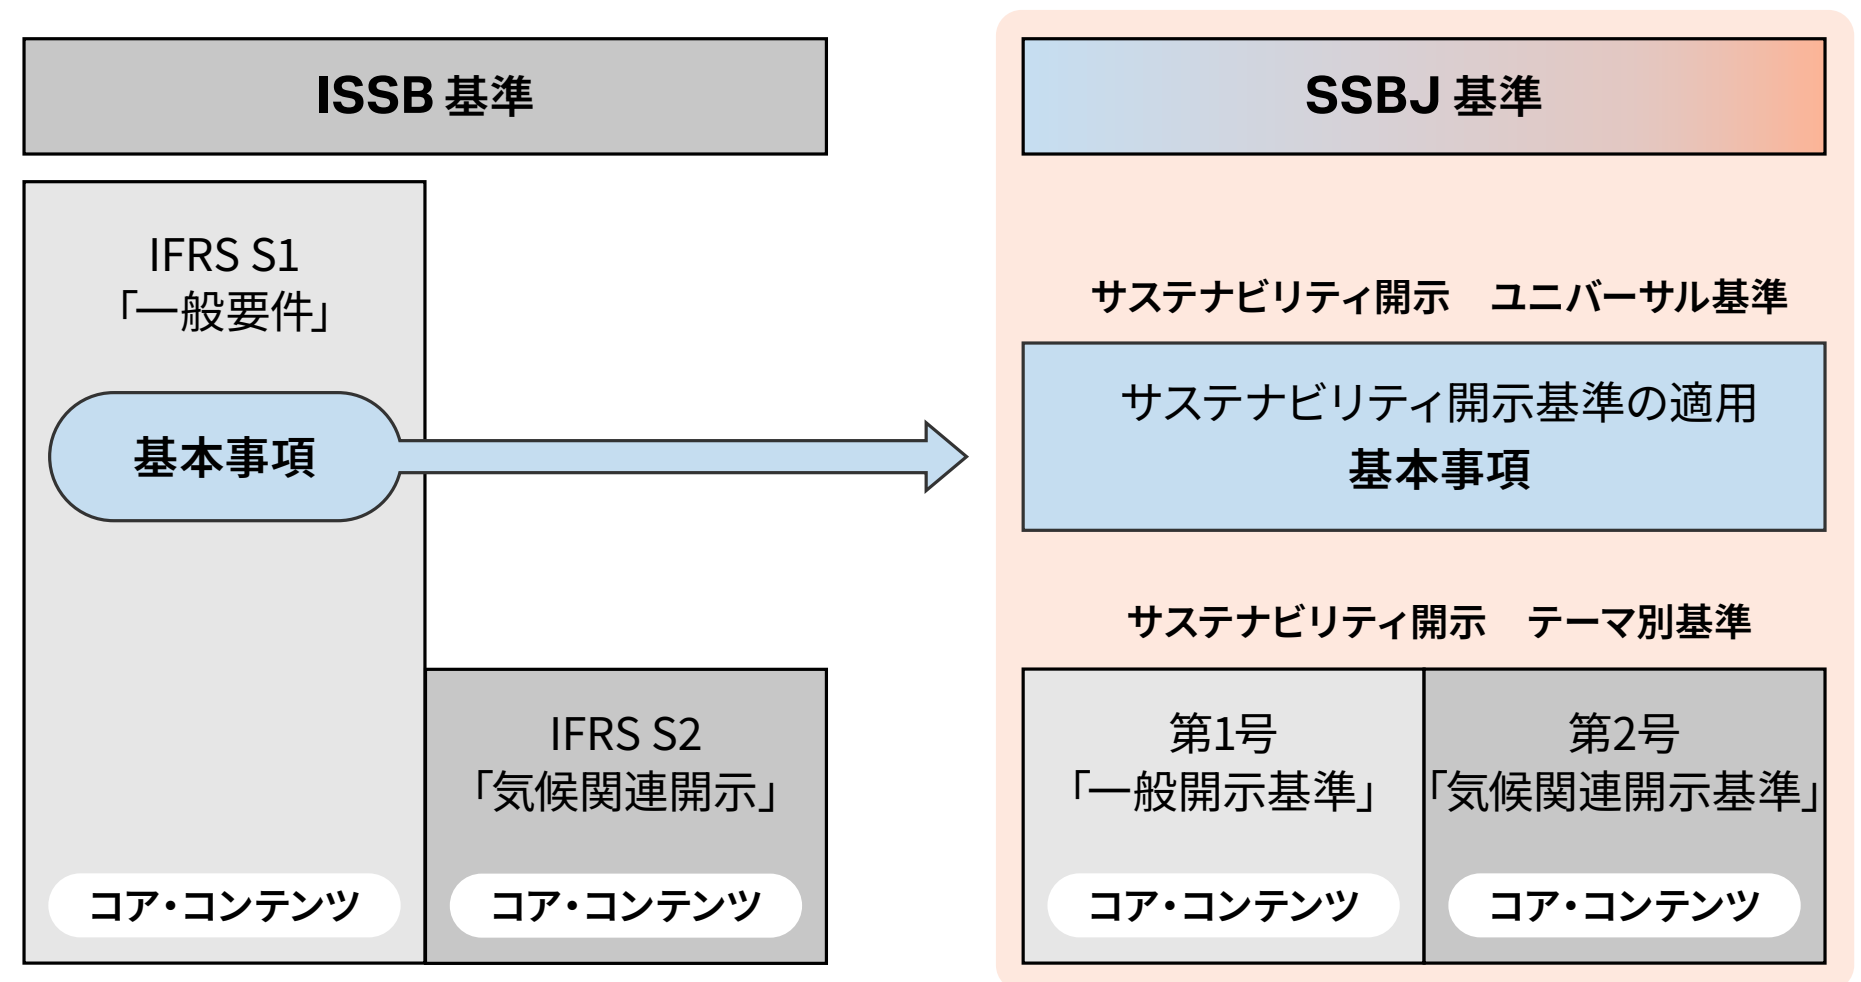 ISSB 基準
IFRS S1
「一般要件」
基本事項
コア・コンテンツ
IFRS S2
「気候関連開示」
コア・コンテンツ
SSBJ 基準
サステナビリティ開示　ユニバーサル基準
サステナビリティ開示基準の適用
基本事項
サステナビリティ開示　テーマ別基準
第1号
「一般開示基準」
コア・コンテンツ
第2号
「気候関連開示基準」
コア・コンテンツ